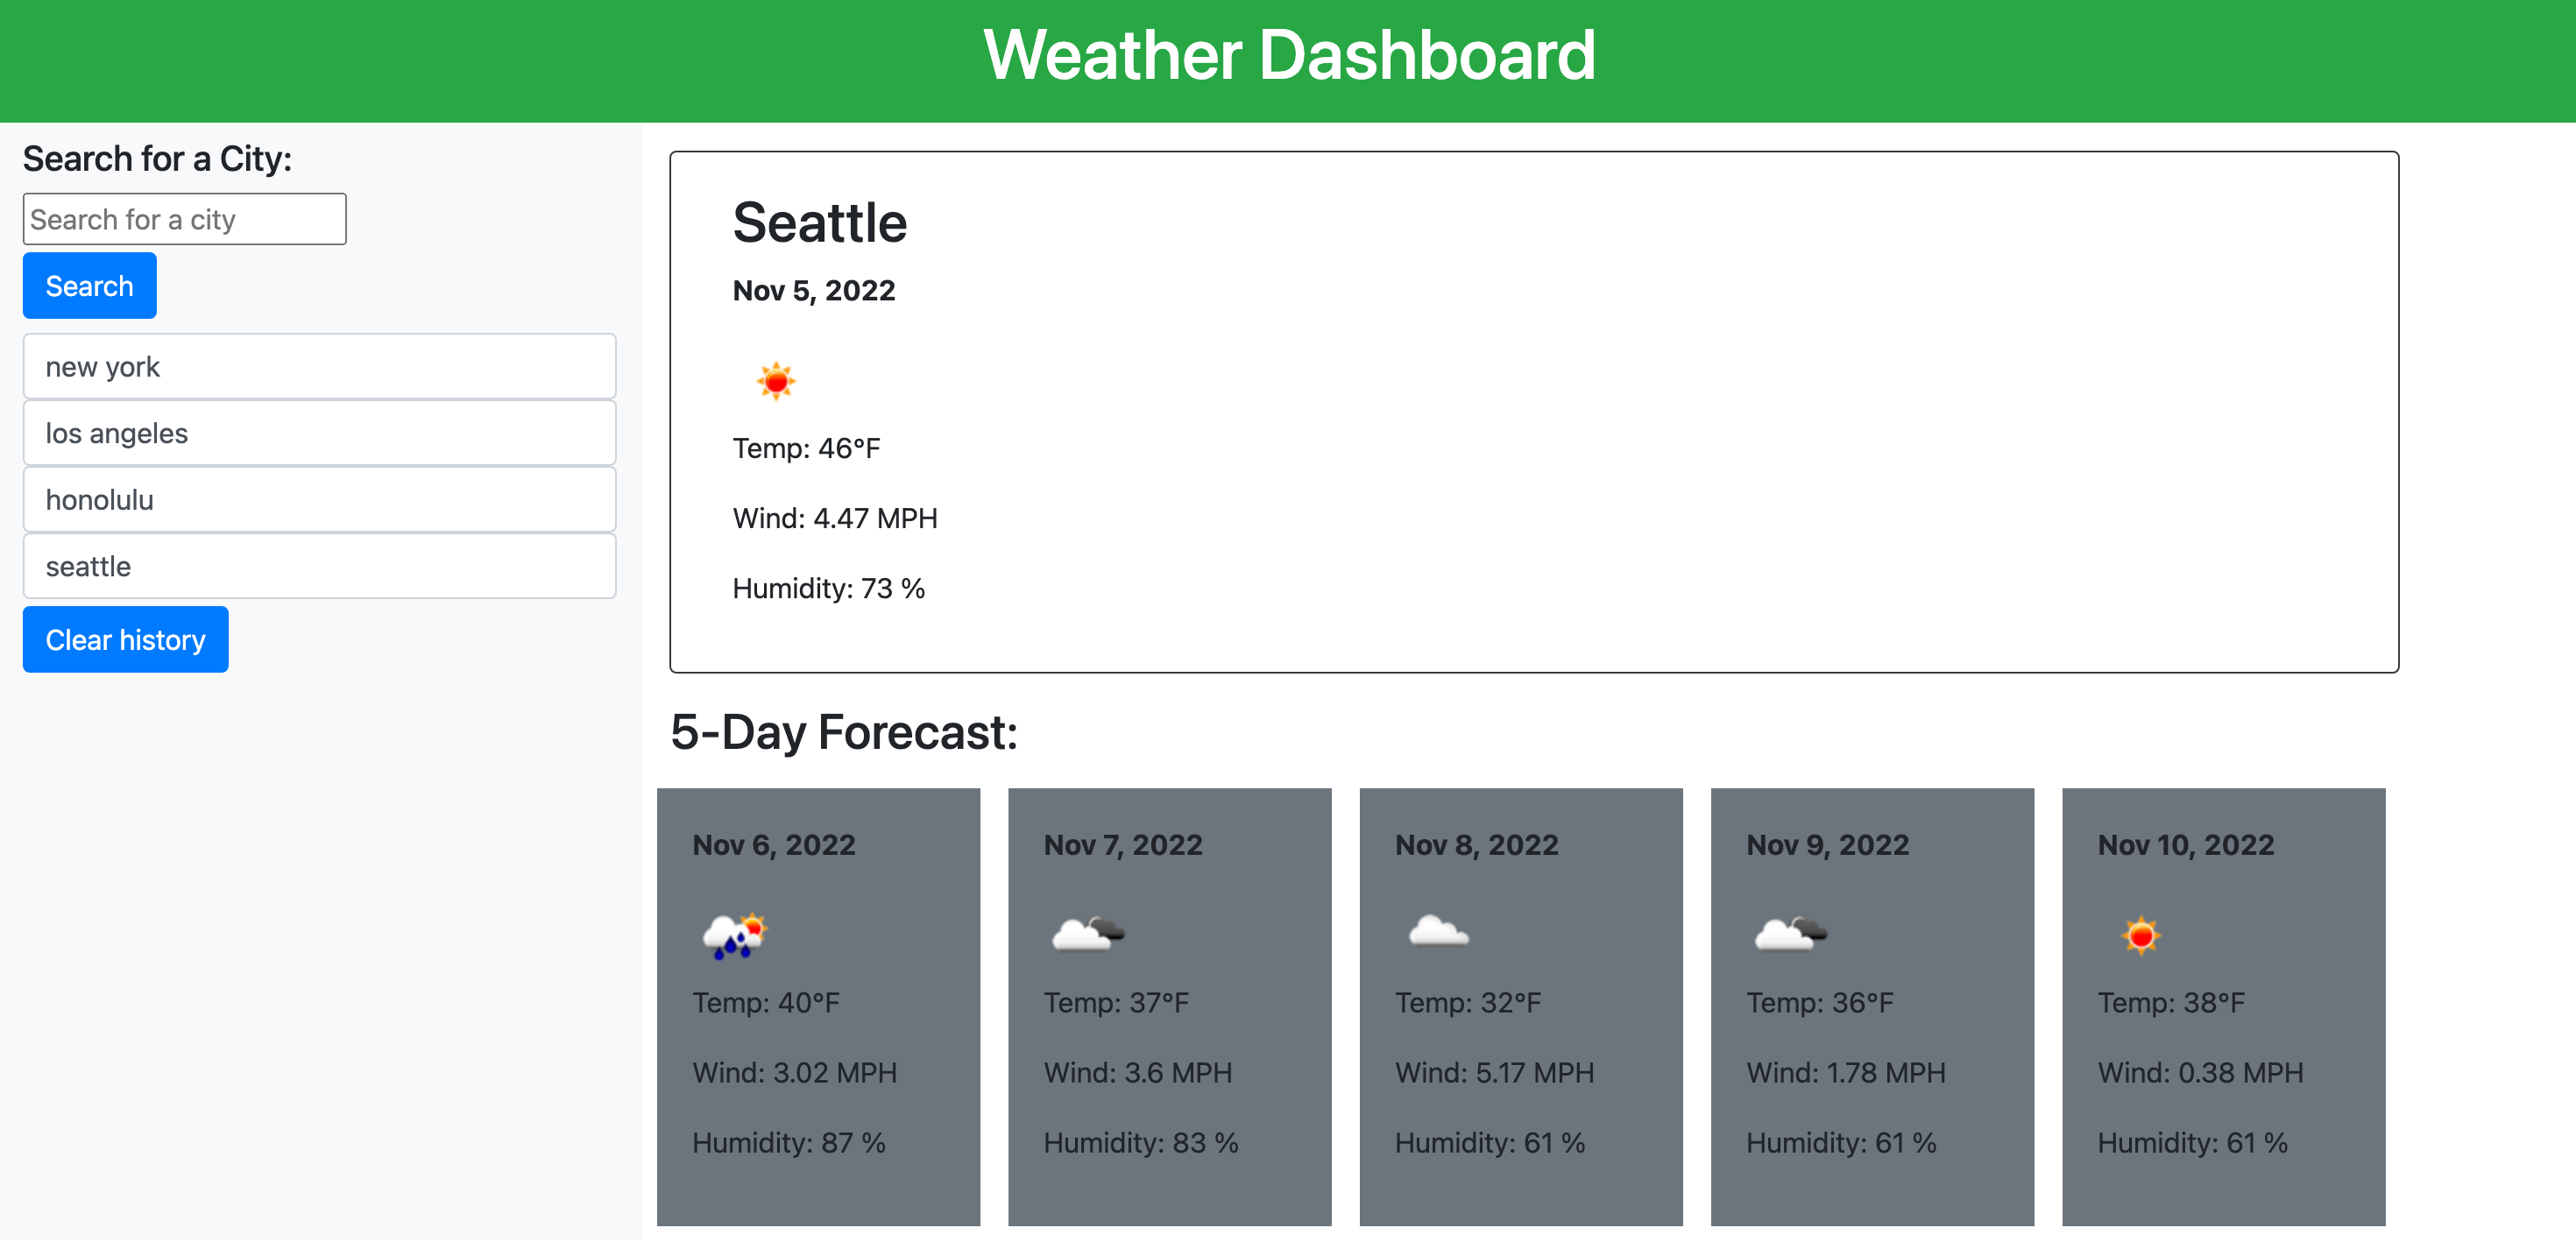 Weather Dashboard
Search for a City:
Search for a city
Search
new york
los angeles
honolulu
seattle
Clear history
Seattle
Nov 5, 2022
Temp: 46°F
Wind: 4.47 MPH
Humidity: 73 %
5-Day Forecast:
Nov 6, 2022
Temp: 40°F
Wind: 3.02 MPH
Humidity: 87 %
Nov 7, 2022
Temp: 37°F
Wind: 3.6 MPH
Humidity: 83 %
Nov 8, 2022
Temp: 32°F
Wind: 5.17 MPH
Humidity: 61 %
Nov 9, 2022
Temp: 36°F
Wind: 1.78 MPH
Humidity: 61 %
Nov 10, 2022
Temp: 38°F
Wind: 0.38 MPH
Humidity: 61 %